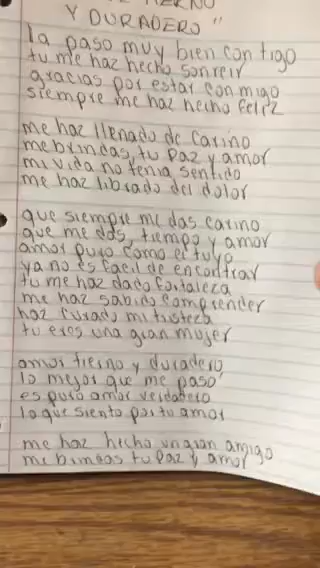 Y DURADERO"
la paso muy bien contigo
tu me haz hecho sonreir
gracias por estar conmigo
siempre me haz hecho feliz
me haz llenado de carino
me brindas, tu paz y amor
mi vida no tenia sentido
me haz librado del dolor
que siempre me das carino
que me das, tiempo y amor
amor puro como el tuyo
ya no es facil de encontrar
tu me haz dado fortaleza
me haz sabido comprender
haz curado mi tristeza
tu eres una gran mujer
amor tierno y duradero
lo mejor que me paso
es puro amor verdadero
lo que siento por tu amor
me haz hecho un gran amigo
me brindas tu paz y amor